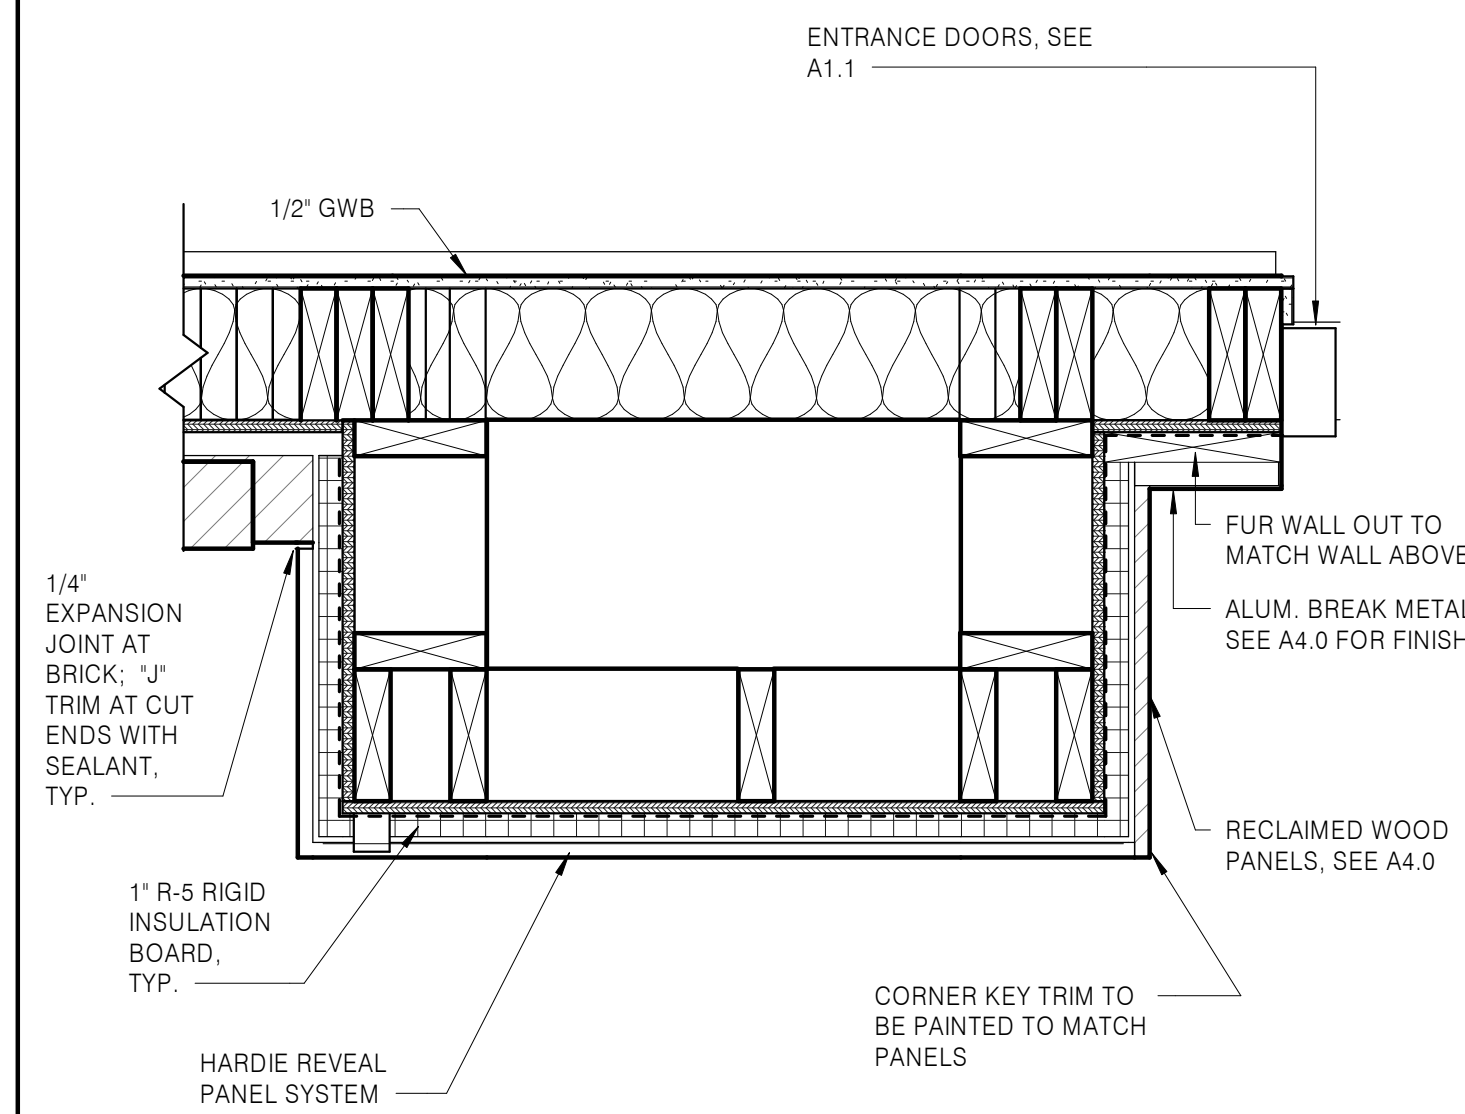 ENTRANCE DOORS, SEE
A1.1
1/2" GWB
FUR WALL OUT TO
MATCH WALL ABOVE
ALUM. BREAK METAL
SEE A4.0 FOR FINISH
1/4"
EXPANSION
JOINT AT
BRICK; "J"
TRIM AT CUT
ENDS WITH
SEALANT,
TYP.
RECLAIMED WOOD
PANELS, SEE A4.0
1" R-5 RIGID
INSULATION
BOARD,
TYP.
CORNER KEY TRIM TO
BE PAINTED TO MATCH
PANELS
HARDIE REVEAL
PANEL SYSTEM